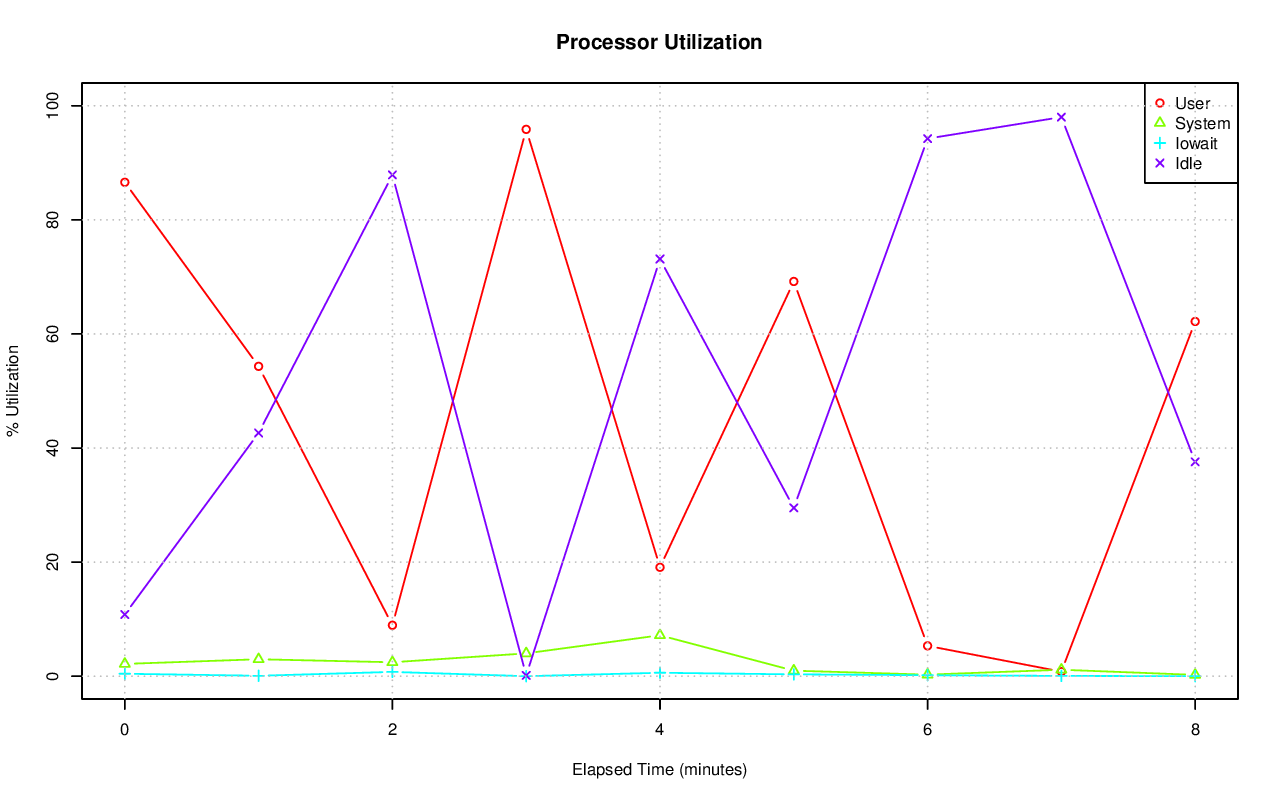 Processor Utilization
100
80
60
40
20
0
% Utilization
User
System
Iowait
Idle
0 2 4 6 8
Elapsed Time (minutes)